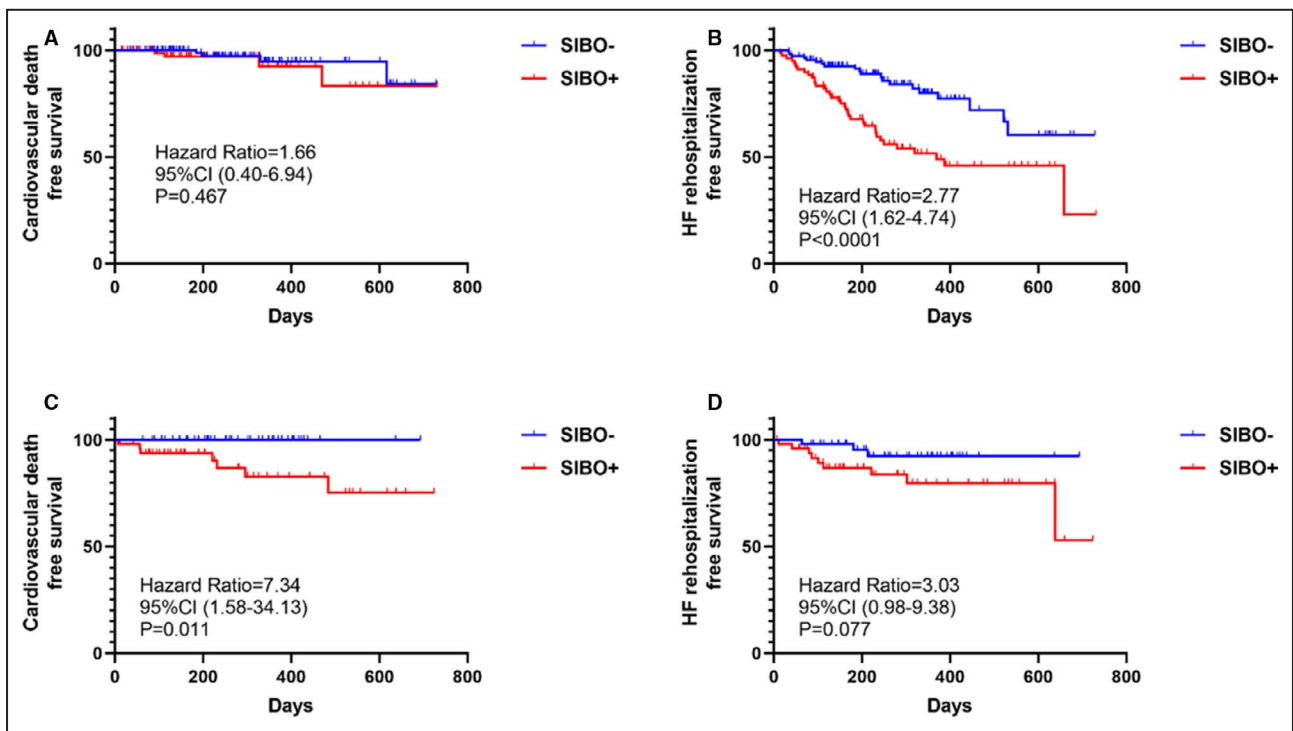 A
Cardiovascular death
free survival
100
50
0
0 200 400 600 800
Days
SIBO-
SIBO+
Hazard Ratio=1.66
95%CI (0.40-6.94)
P=0.467
B
HF rehospitalization
free survival
100
50
0
0 200 400 600 800
Days
SIBO-
SIBO+
Hazard Ratio=2.77
95%CI (1.62-4.74)
P<0.0001
C
Cardiovascular death
free survival
100
50
0
0 200 400 600 800
Days
SIBO-
SIBO+
Hazard Ratio=7.34
95%CI (1.58-34.13)
P=0.011
D
HF rehospitalization
free survival
100
50
0
0 200 400 600 800
Days
SIBO-
SIBO+
Hazard Ratio=3.03
95%CI (0.98-9.38)
P=0.077